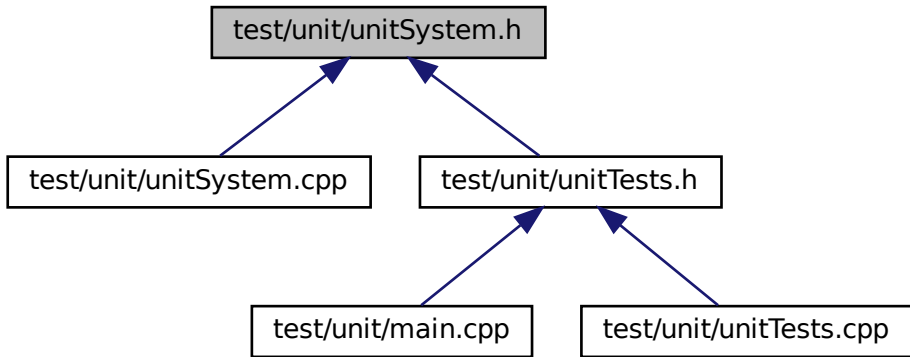 test/unit/unitSystem.h
test/unit/unitSystem.cpp
test/unit/unitTests.h
test/unit/main.cpp
test/unit/unitTests.cpp